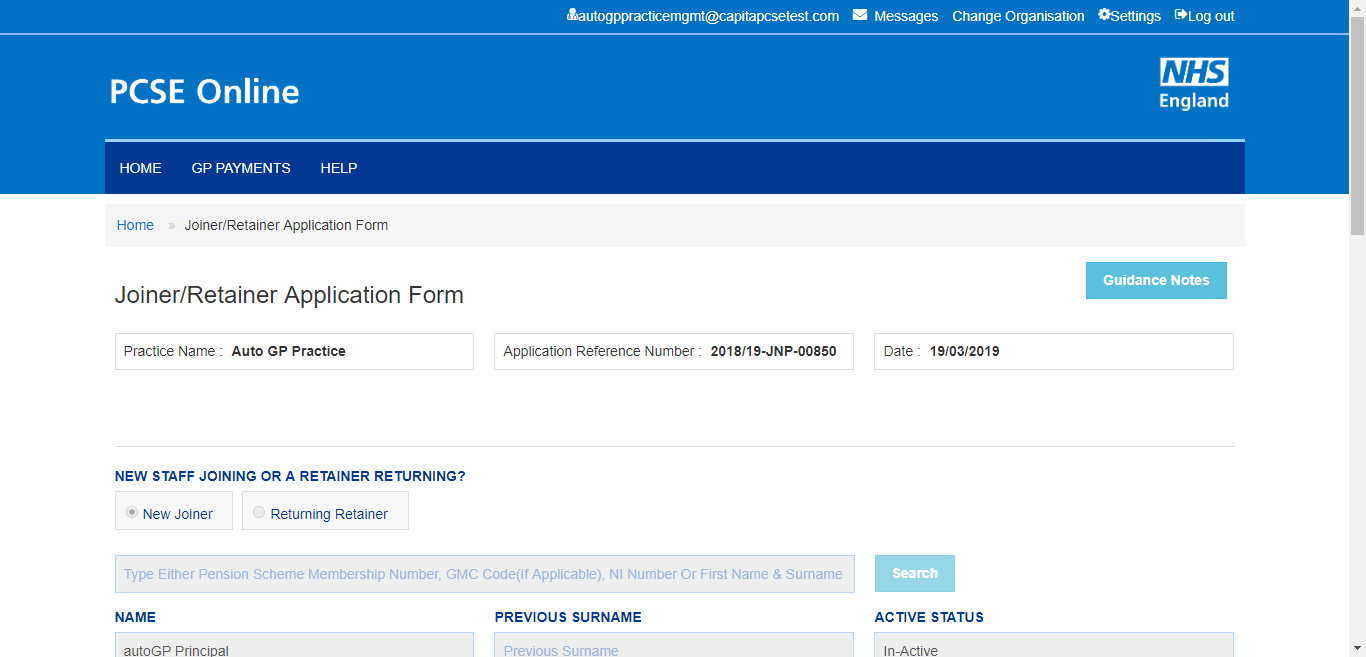 autogppracticemgmt@capitapcsetest.com Messages Change Organisation Settings Log out
PCSE Online
NHS
England
HOME GP PAYMENTS HELP
Home » Joiner/Retainer Application Form
Guidance Notes
Joiner/Retainer Application Form
Practice Name : Auto GP Practice Application Reference Number : 2018/19-JNP-00850 Date : 19/03/2019
NEW STAFF JOINING OR A RETAINER RETURNING?
New Joiner Returning Retainer
Type Either Pension Scheme Membership Number, GMC Code(If Applicable), NI Number Or First Name & Surname Search
NAME PREVIOUS SURNAME ACTIVE STATUS
autoGP Principal Previous Surname In-Active